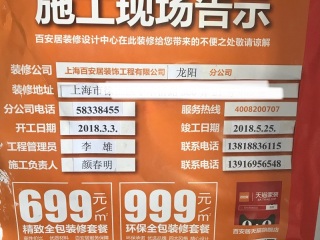 施工现场告示
百安居装修设计中心在此装修给您带来的不便之处敬请谅解
装修公司 上海百安居装饰工程有限公司 龙阳 分公司
装修地址 上海市
分公司电话 58338455 服务热线 4008200707
开工日期 2018.3.3. 竣工日期 2018.5.25.
工程管理员 李雄 联系电话 13818836115
施工负责人 颜春明 联系电话 13916956548
699元/m² 999元/m²
精致全包装修套餐 环保全包装修套餐